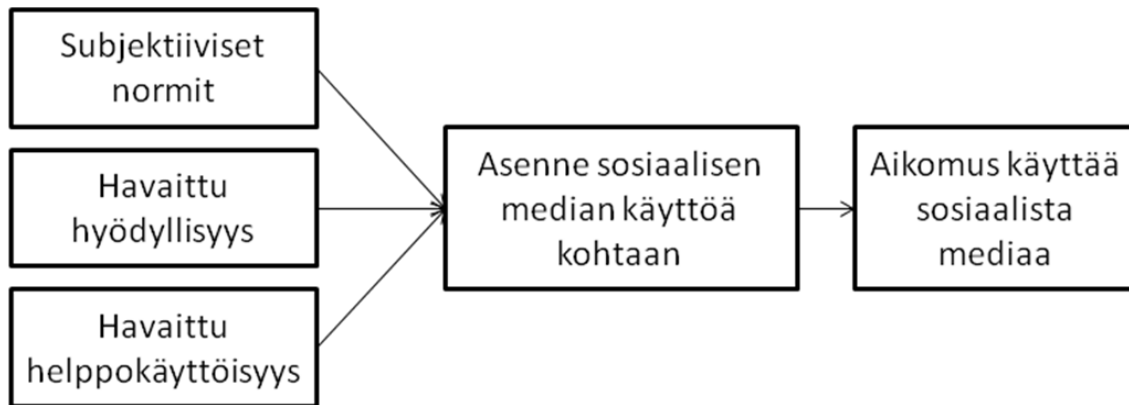 Subjektiiviset
normit
Havaittu
hyödyllisyys
Havaittu
helppokäyttöisyys
Asenne sosiaalisen
median käyttöä
kohtaan
Aikomus käyttää
sosiaalista
mediaa